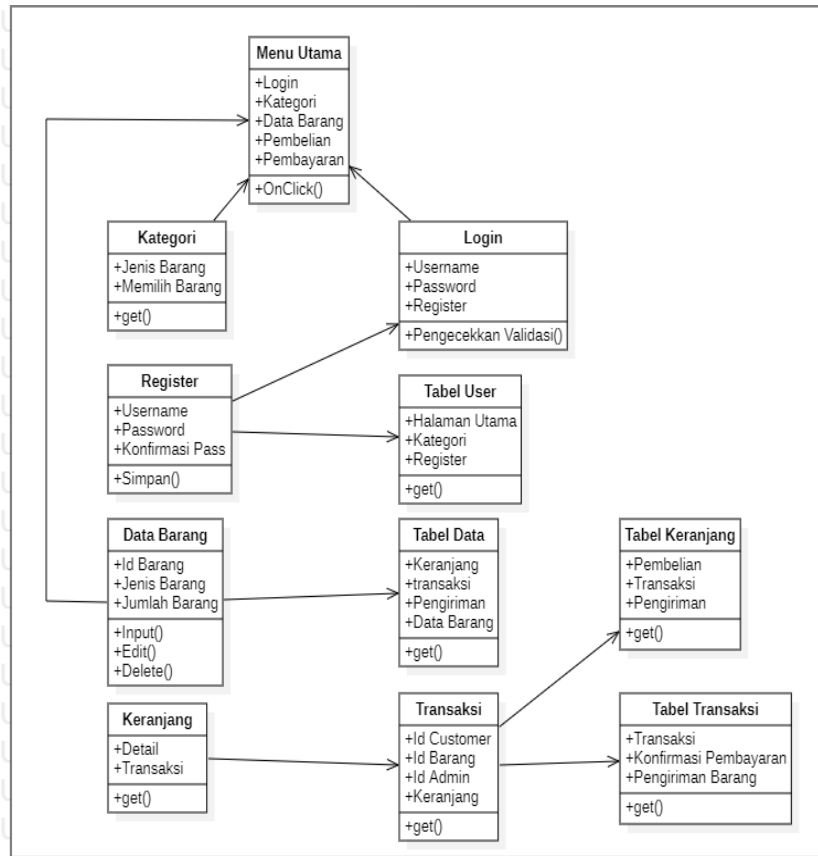 Menu Utama
+Login
+Kategori
+Data Barang
+Pembelian
+Pembayaran
+OnClick()
Kategori
+Jenis Barang
+Memilih Barang
+get()
Login
+Username
+Password
+Register
+Pengecekkan Validasi()
Register
+Username
+Password
+Konfirmasi Pass
+Simpan()
Tabel User
+Halaman Utama
+Kategori
+Register
+get()
Data Barang
+Id Barang
+Jenis Barang
+Jumlah Barang
+Input()
+Edit()
+Delete()
Tabel Data
+Keranjang
+transaksi
+Pengiriman
+Data Barang
+get()
Tabel Keranjang
+Pembelian
+Transaksi
+Pengiriman
+get()
Keranjang
+Detail
+Transaksi
+get()
Transaksi
+Id Customer
+Id Barang
+Id Admin
+Keranjang
+get()
Tabel Transaksi
+Transaksi
+Konfirmasi Pembayaran
+Pengiriman Barang
+get()